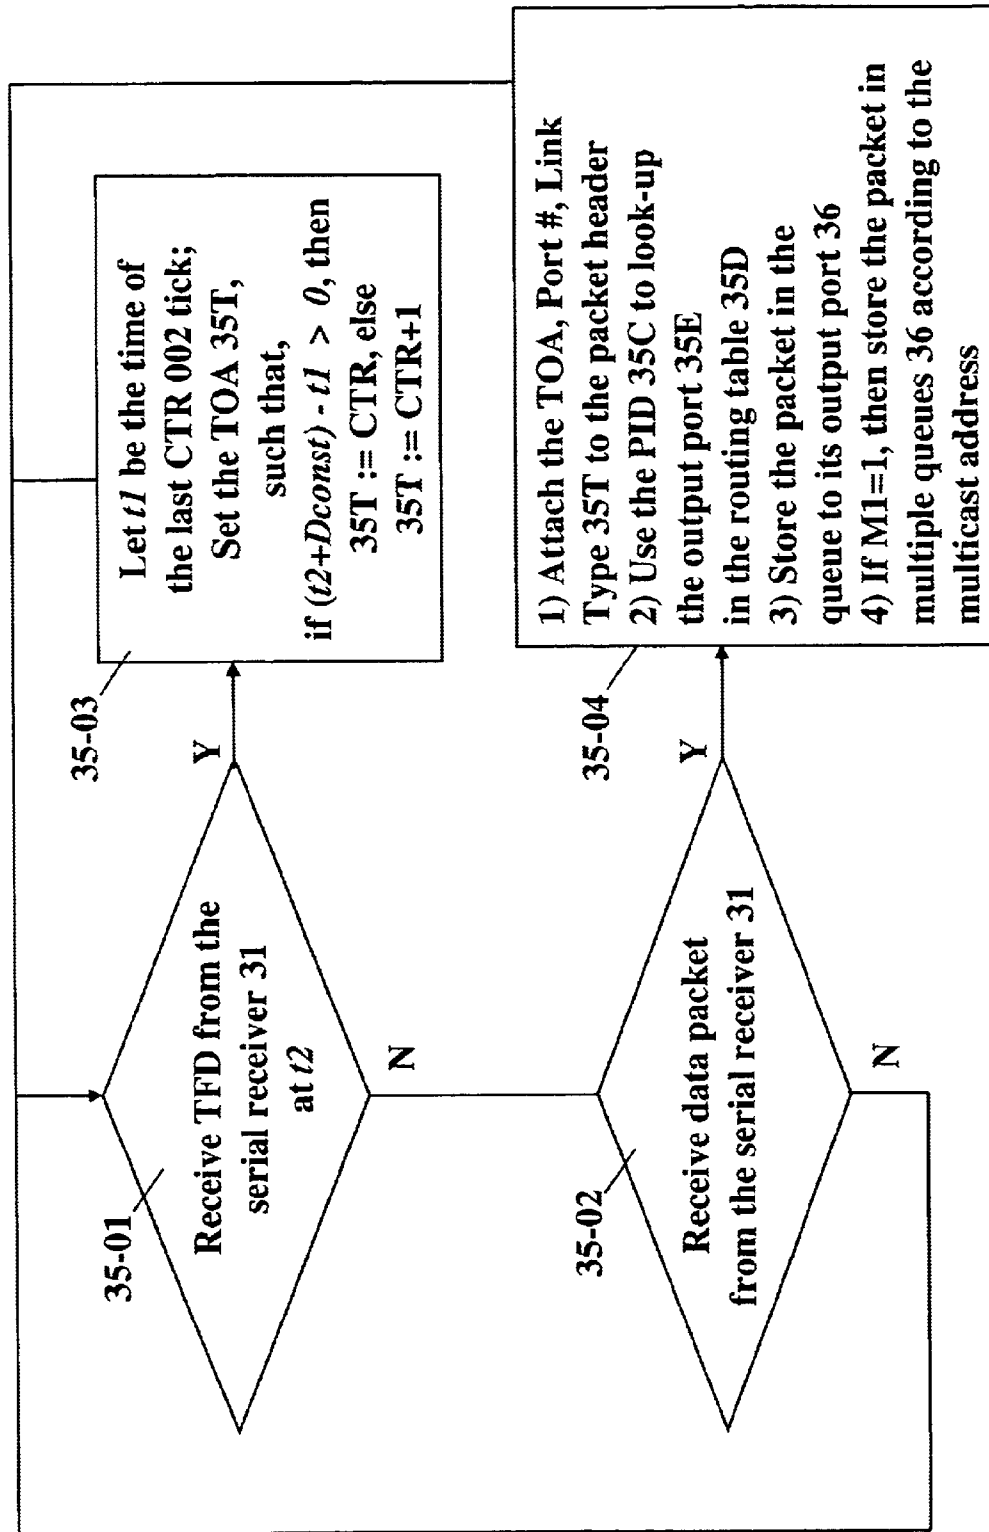 35-01
Receive TFD from the
serial receiver 31
at t2
Y
N
35-03
Let t1 be the time of
the last CTR 002 tick;
Set the TOA 35T,
such that,
if (t2+Dconst) - t1 > 0, then
35T := CTR, else
35T := CTR+1
35-02
Receive data packet
from the serial receiver 31
Y
N
35-04
1) Attach the TOA, Port #, Link
Type 35T to the packet header
2) Use the PID 35C to look-up
the output port 35E
in the routing table 35D
3) Store the packet in the
queue to its output port 36
4) If M1=1, then store the packet in
multiple queues 36 according to the
multicast address